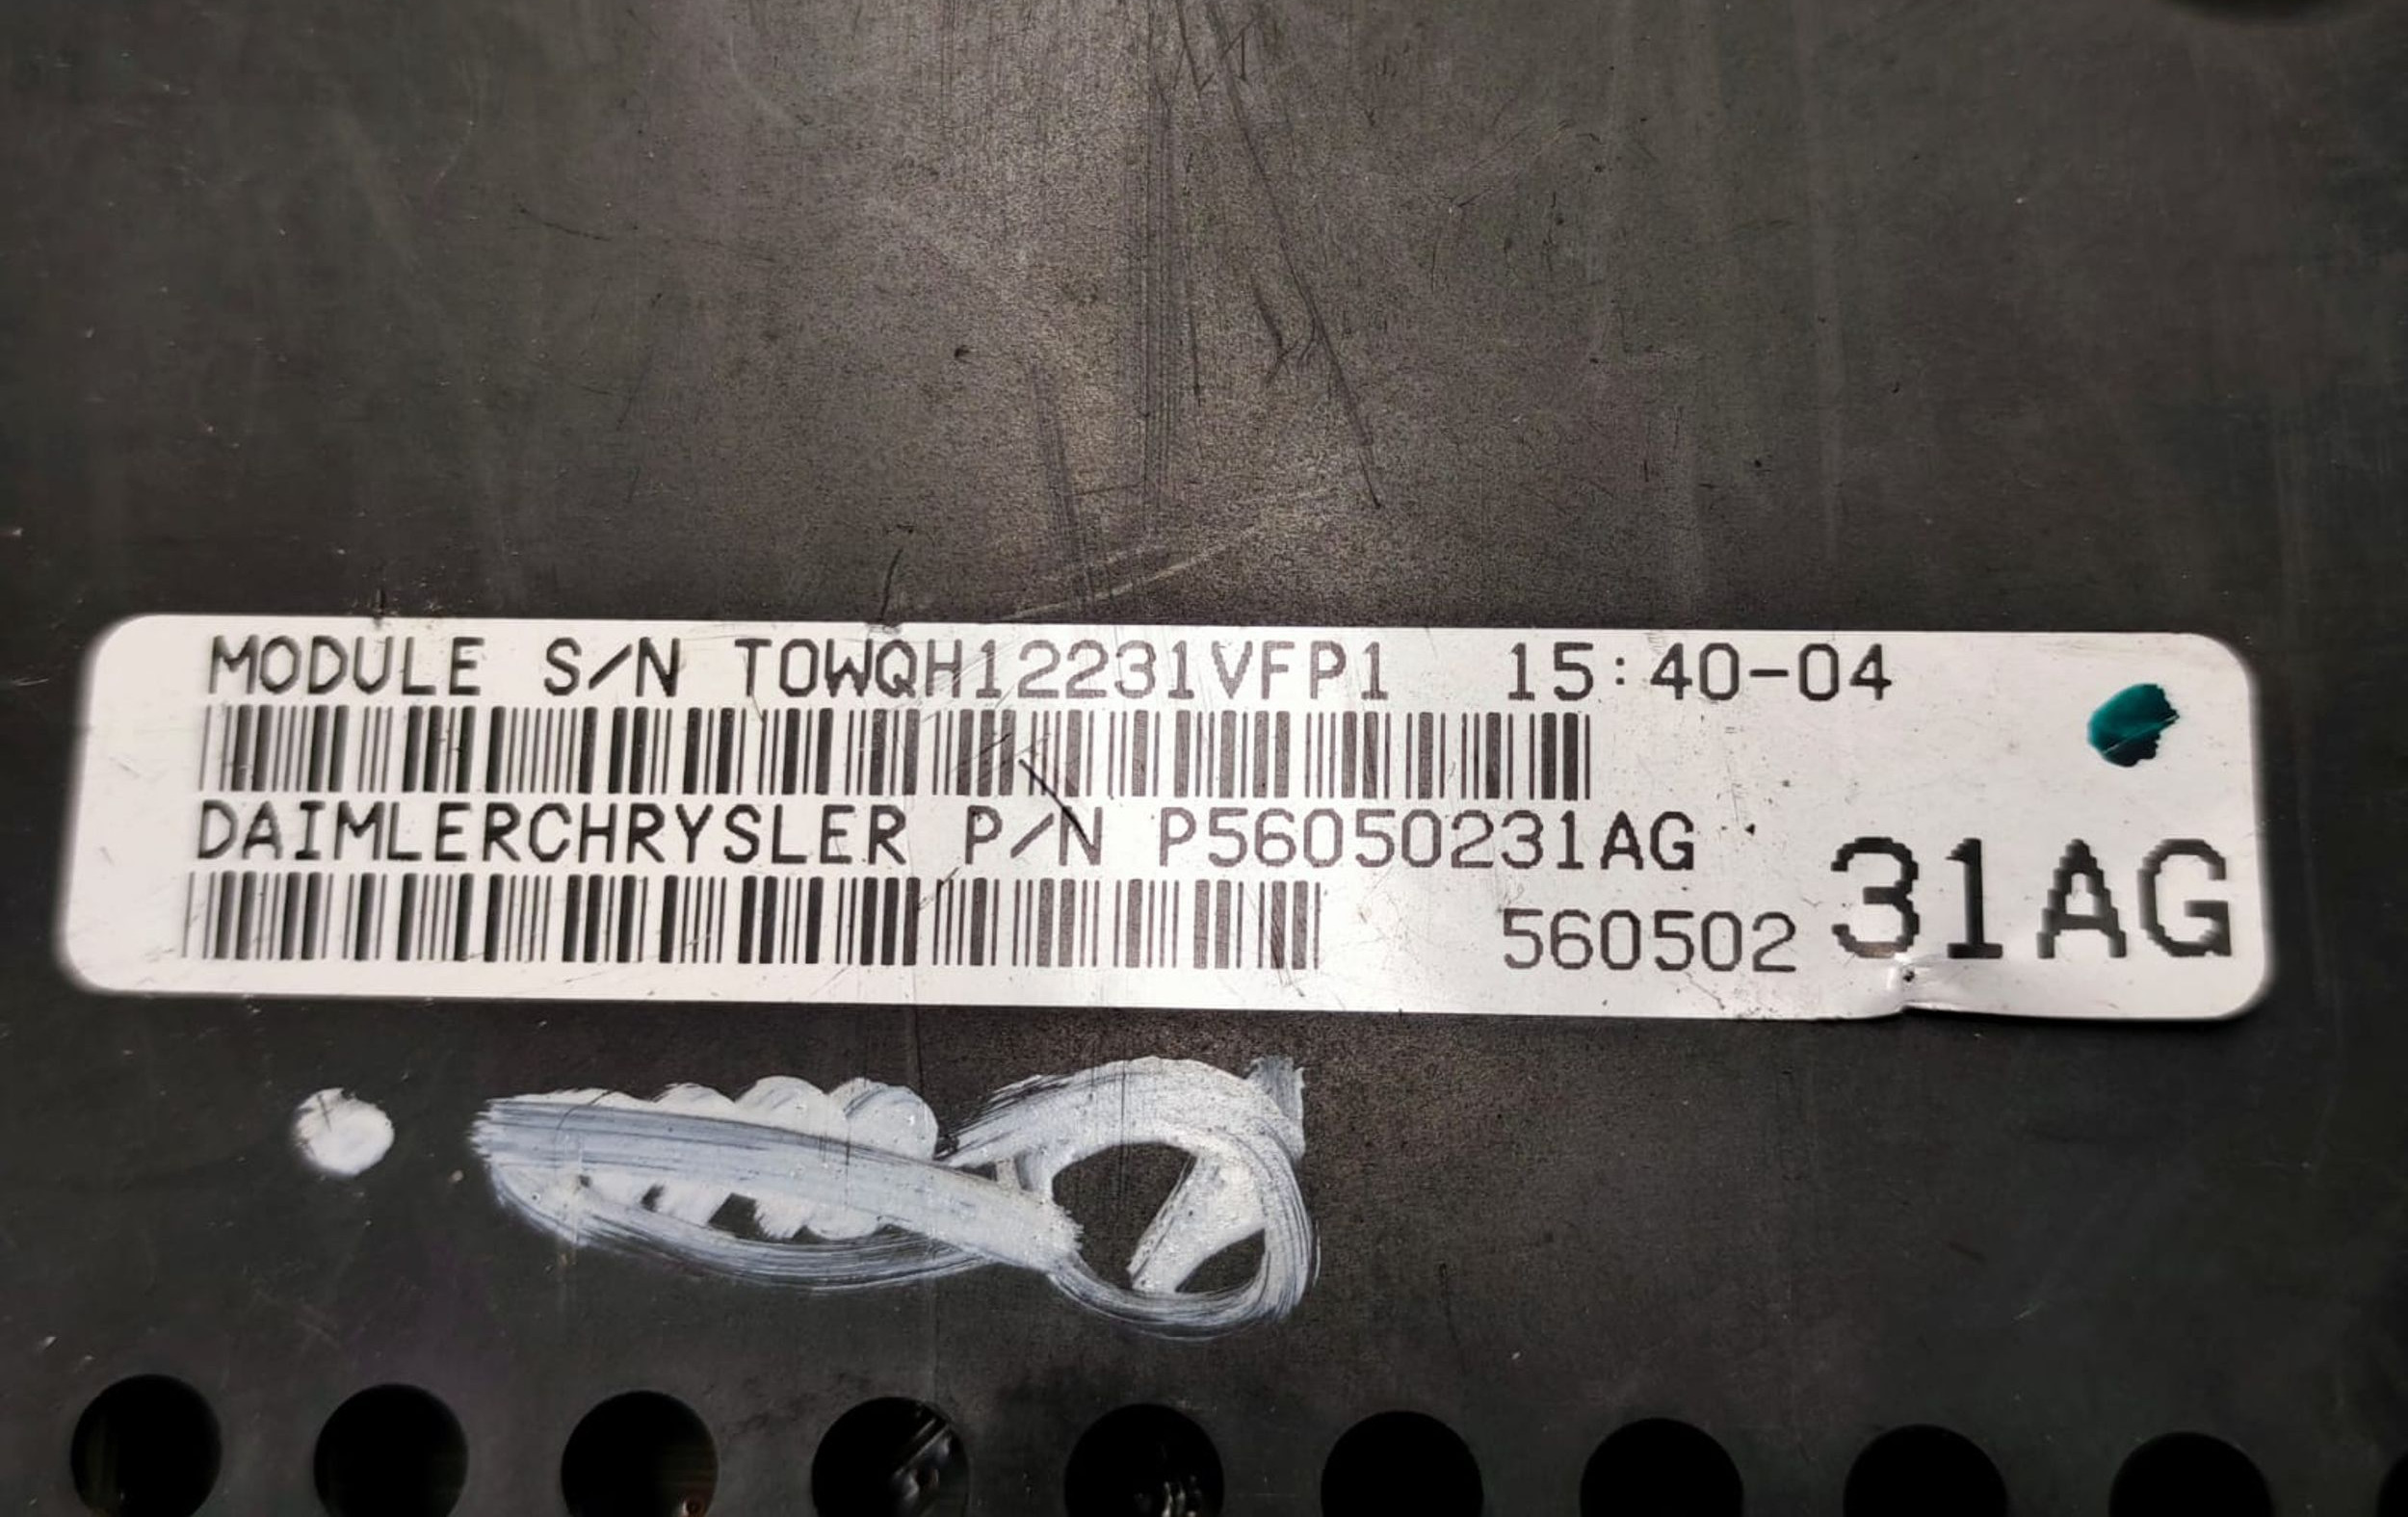 MODULE S/N TOWQH12231VFP1 15:40-04
DAIMLERCHRYSLER P/N P56050231AG
560502 31AG